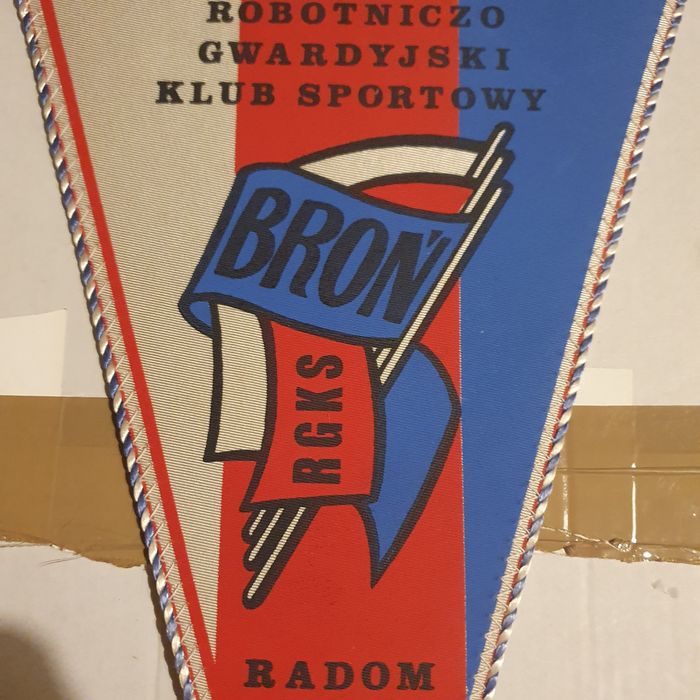 ROBOTNICZO
GWARDYJSKI
KLUB SPORTOWY
BROŃ
RGKS
RADOM